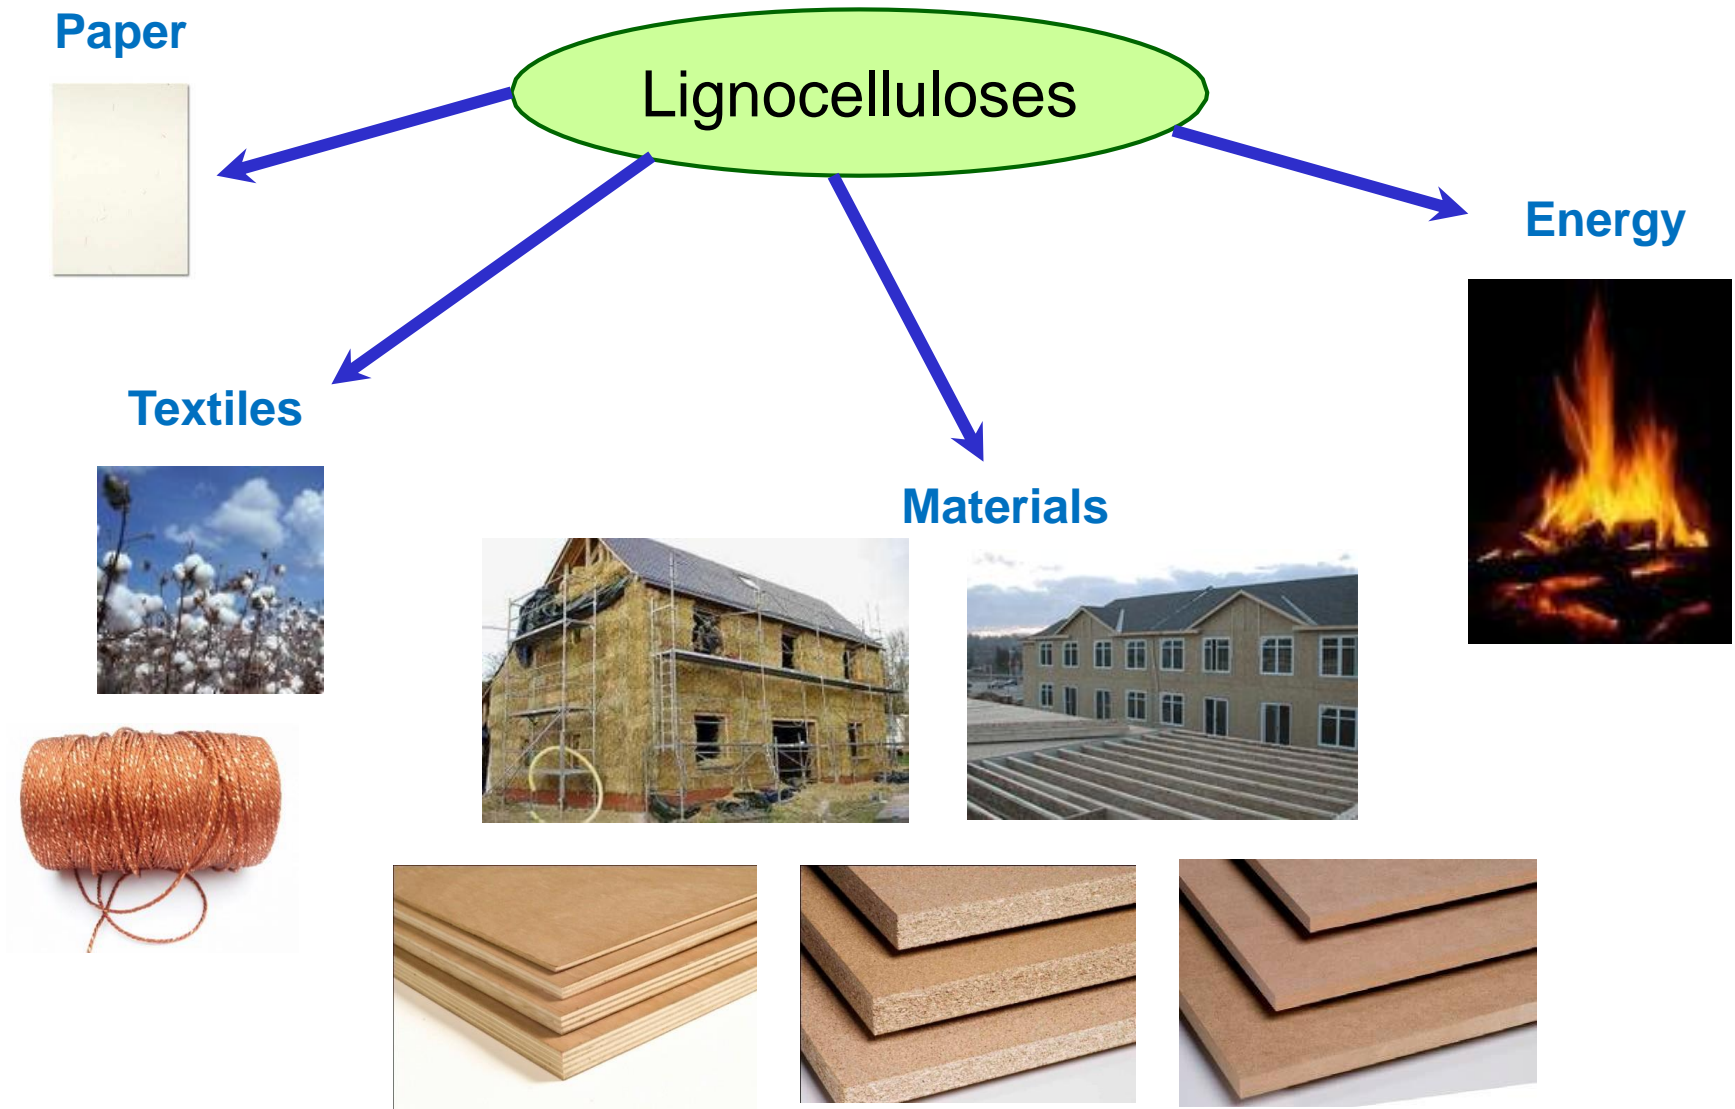 Paper
Lignocelluloses
Energy
Textiles
Materials